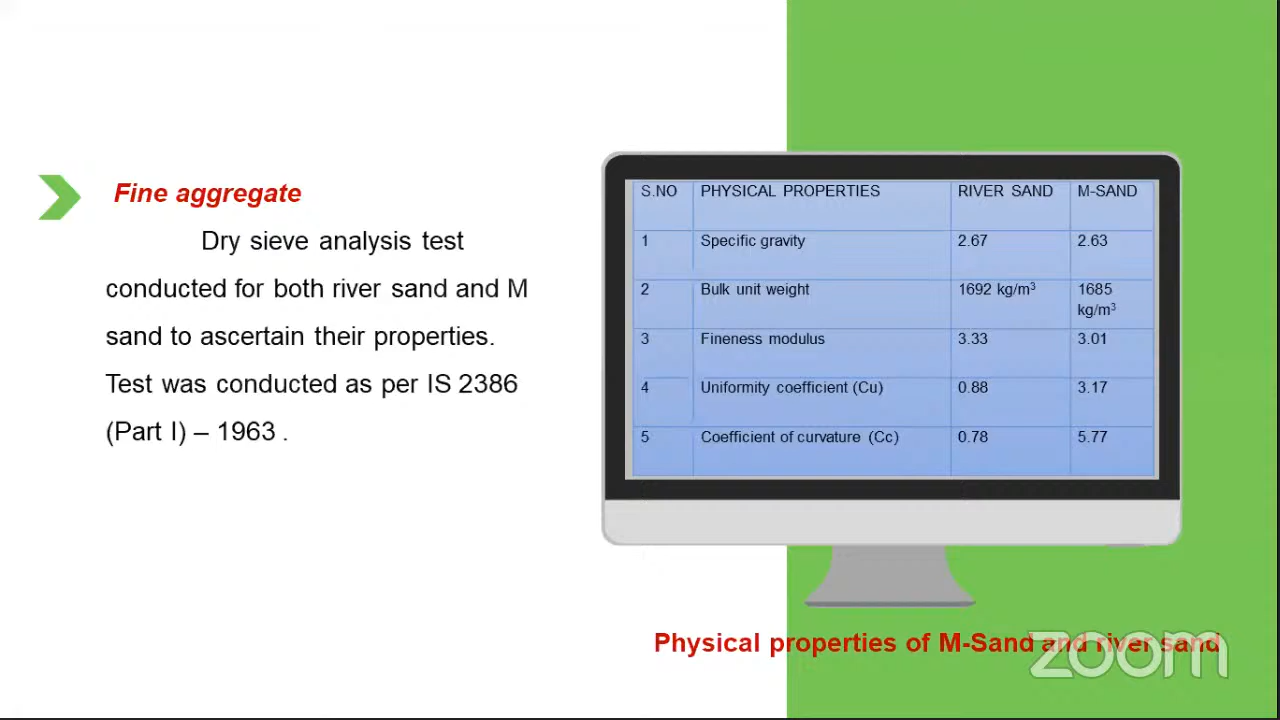 Fine aggregate
Dry sieve analysis test
conducted for both river sand and M
sand to ascertain their properties.
Test was conducted as per IS 2386
(Part I) – 1963 .
S.NO PHYSICAL PROPERTIES RIVER SAND M-SAND
1 Specific gravity 2.67 2.63
2 Bulk unit weight 1692 kg/m³ 1685
kg/m³
3 Fineness modulus 3.33 3.01
4 Uniformity coefficient (Cu) 0.88 3.17
5 Coefficient of curvature (Cc) 0.78 5.77
Physical properties of M-Sand and river sand
zoom